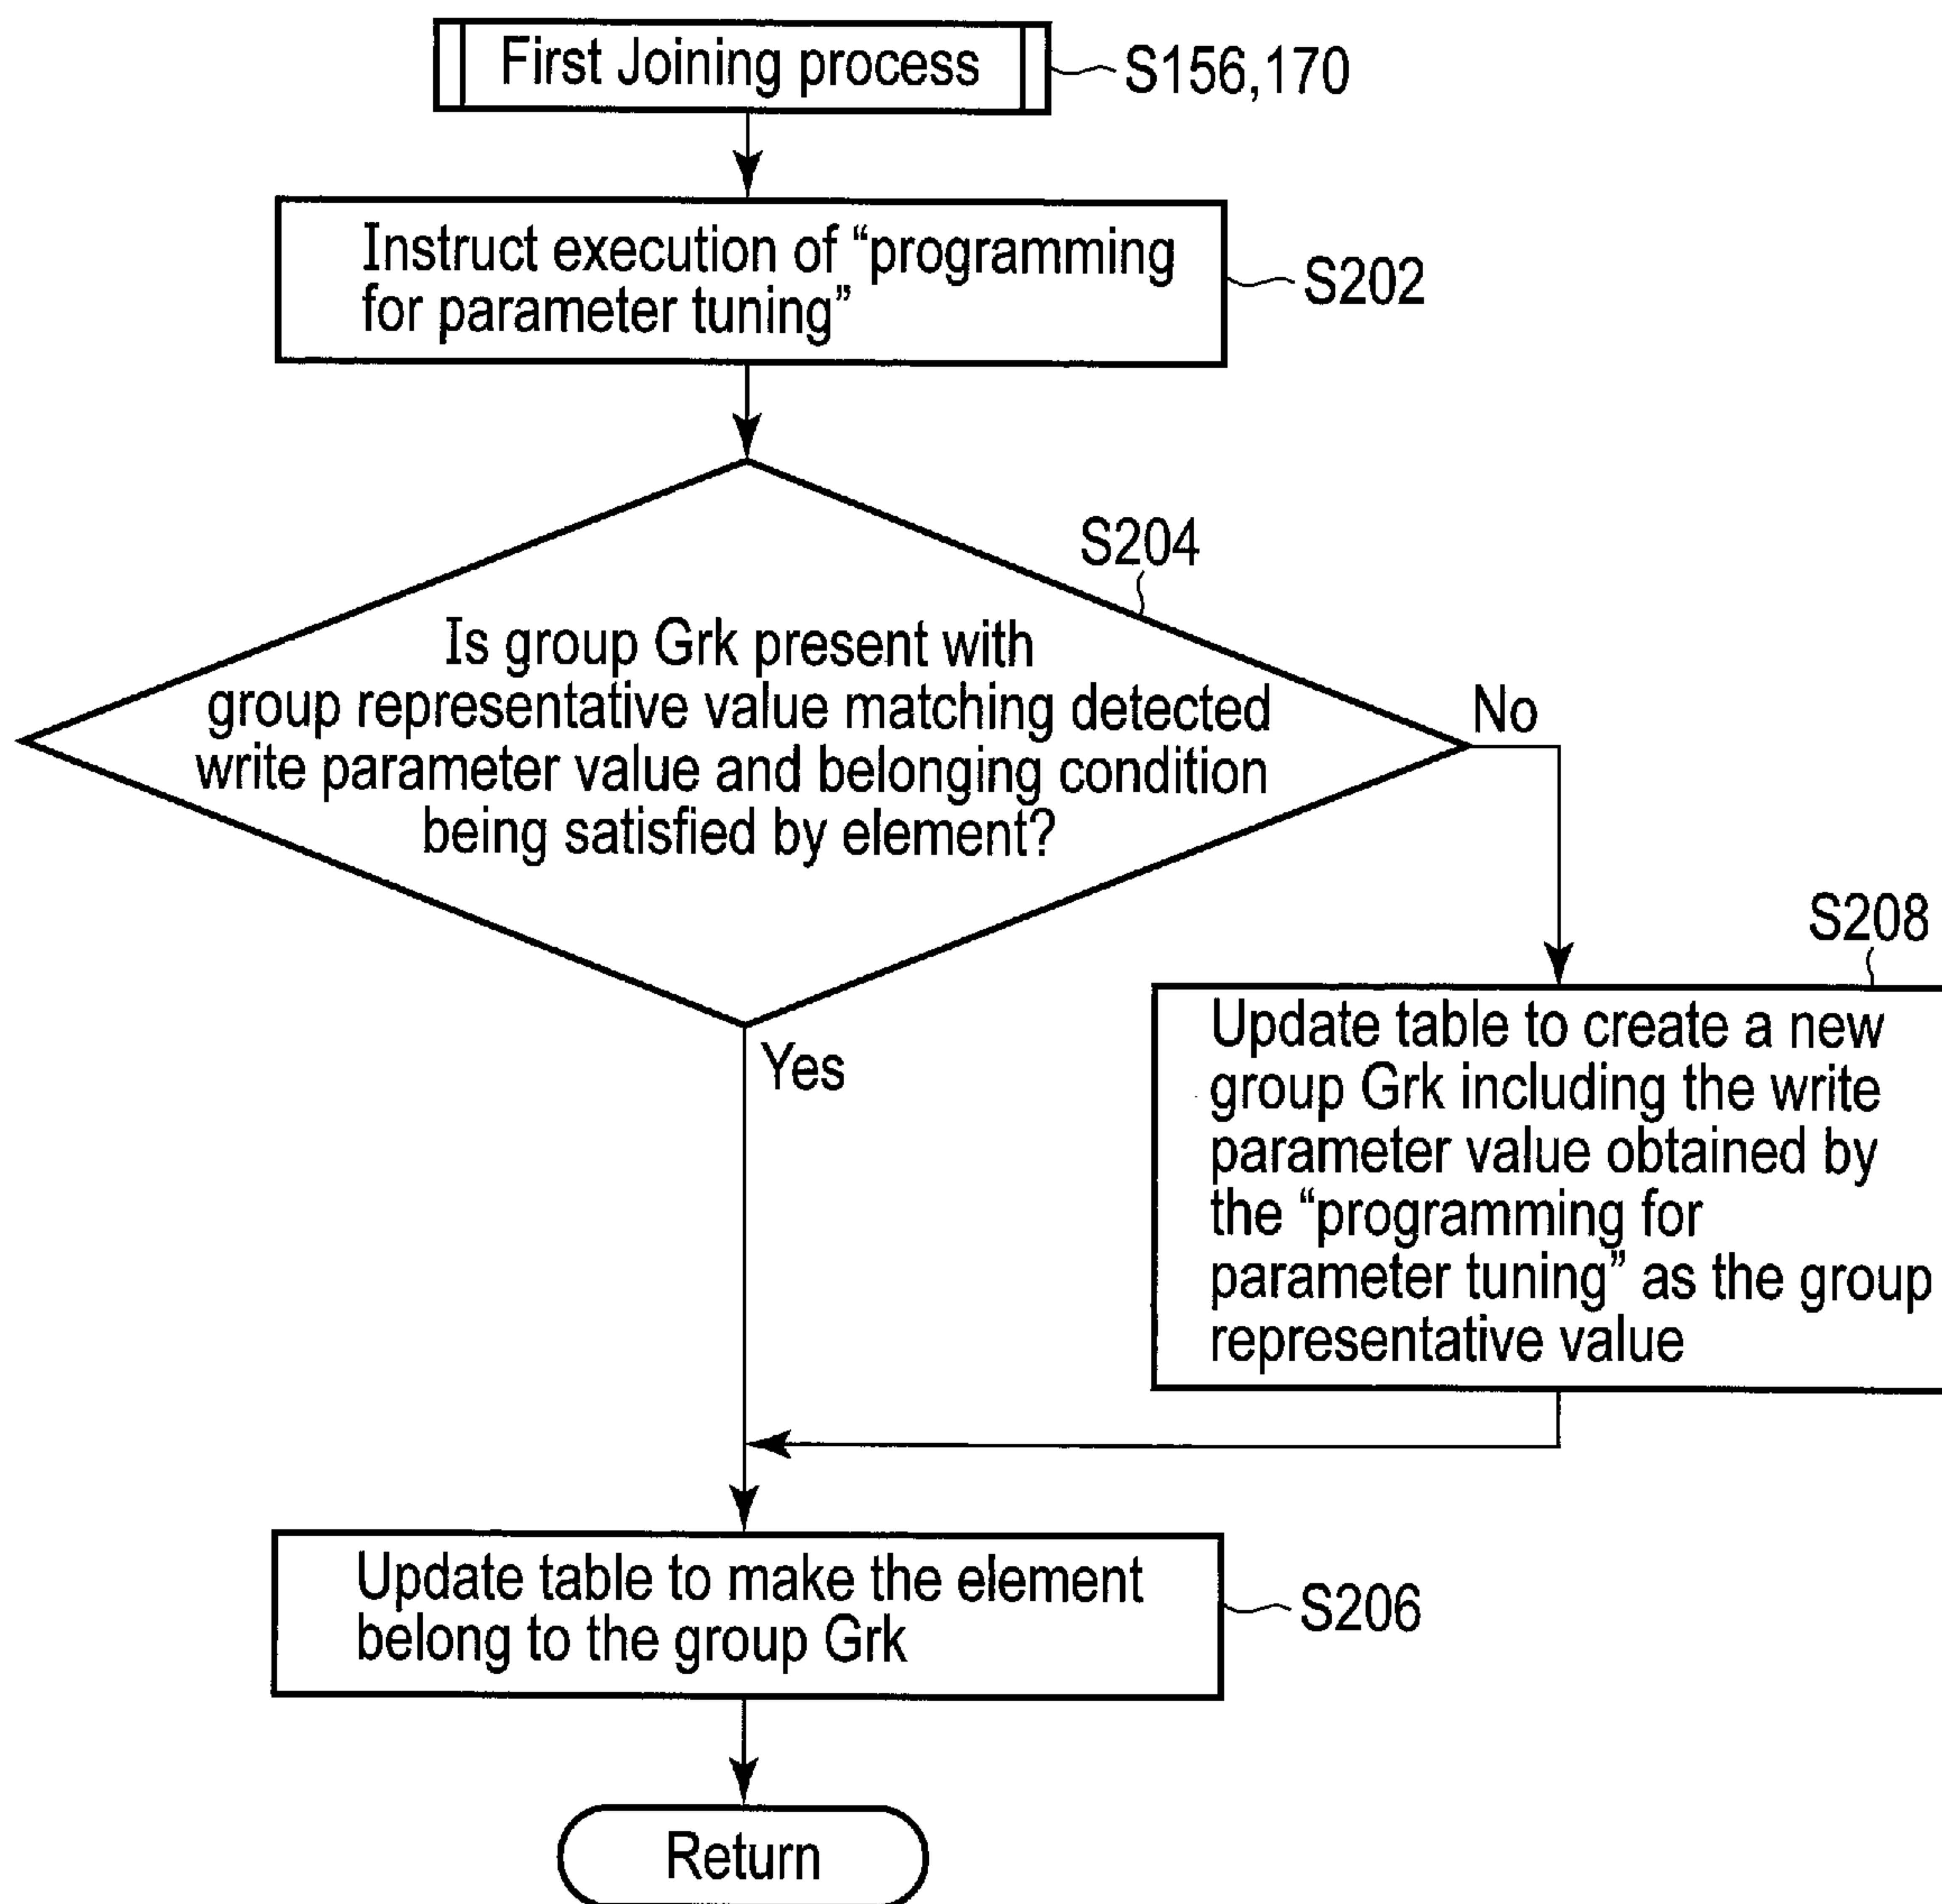 First Joining process
S156,170
Instruct execution of “programming
for parameter tuning”
S202
S204
Is group Grk present with
group representative value matching detected
write parameter value and belonging condition
being satisfied by element?
No
Yes
S208
Update table to create a new
group Grk including the write
parameter value obtained by
the “programming for
parameter tuning” as the group
representative value
Update table to make the element
belong to the group Grk
S206
Return